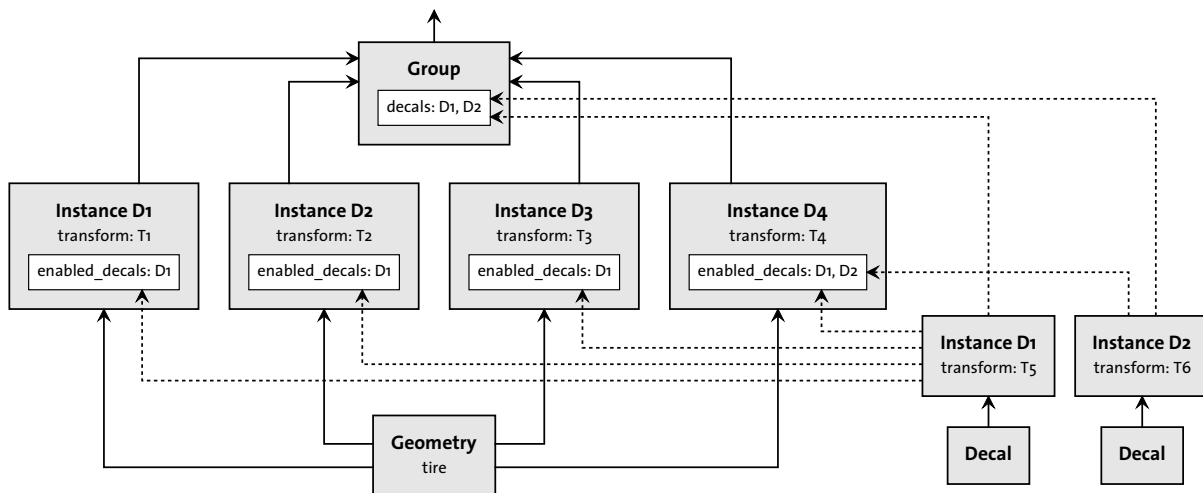 Group
decals: D1, D2
Instance D1
transform: T1
enabled_decals: D1
Instance D2
transform: T2
enabled_decals: D1
Instance D3
transform: T3
enabled_decals: D1
Instance D4
transform: T4
enabled_decals: D1, D2
Instance D1
transform: T5
Instance D2
transform: T6
Geometry
tire
Decal
Decal